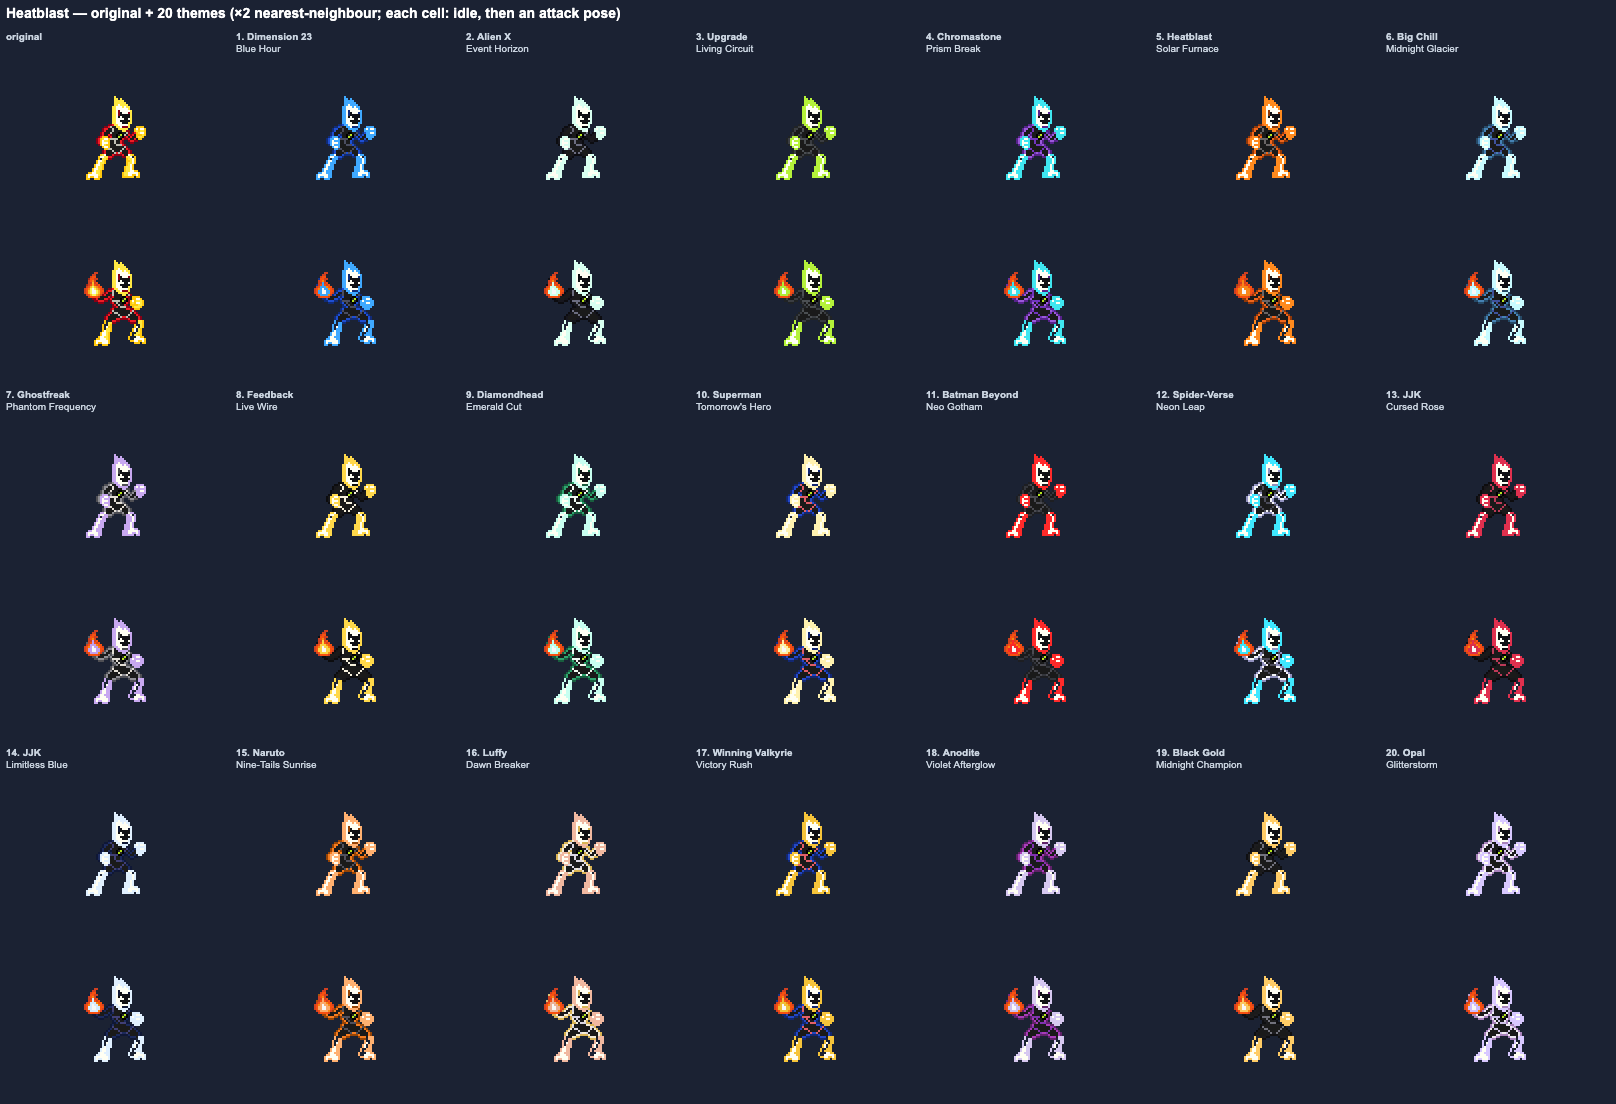 Heatblast — original + 20 themes (×2 nearest-neighbour; each cell: idle, then an attack pose)
original
1. Dimension 23
Blue Hour
2. Alien X
Event Horizon
3. Upgrade
Living Circuit
4. Chromastone
Prism Break
5. Heatblast
Solar Furnace
6. Big Chill
Midnight Glacier
7. Ghostfreak
Phantom Frequency
8. Feedback
Live Wire
9. Diamondhead
Emerald Cut
10. Superman
Tomorrow's Hero
11. Batman Beyond
Neo Gotham
12. Spider-Verse
Neon Leap
13. JJK
Cursed Rose
14. JJK
Limitless Blue
15. Naruto
Nine-Tails Sunrise
16. Luffy
Dawn Breaker
17. Winning Valkyrie
Victory Rush
18. Anodite
Violet Afterglow
19. Black Gold
Midnight Champion
20. Opal
Glitterstorm